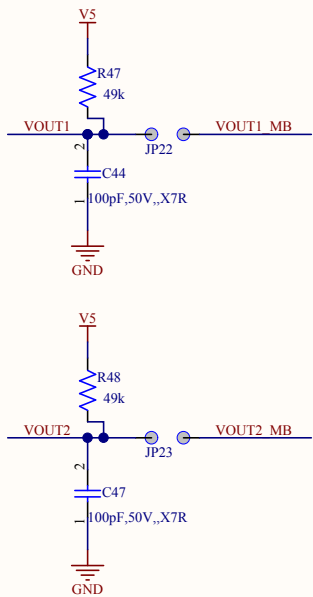 V5
R47
49k
VOUT1
VOUT1_MB
JP22
2
C44
1
100pF,50V,,X7R
GND
V5
R48
49k
VOUT2
VOUT2_MB
JP23
2
C47
1
100pF,50V,,X7R
GND